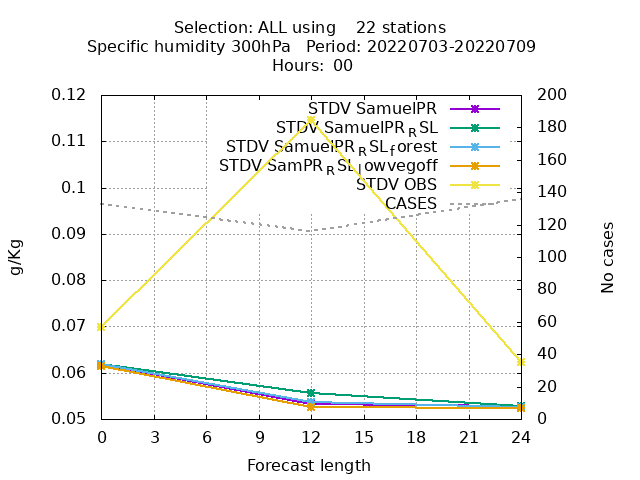 Selection: ALL using    22 stations
Specific humidity 300hPa   Period: 20220703-20220709
Hours:  00
STDV SamuelPR
STDV SamuelPR_RSL
STDV SamuelPR_RSL_forest
STDV SamPR_RSL_lowvegoff
STDV OBS
CASES
0.12
0.11
0.1
0.09
0.08
0.07
0.06
0.05
200
180
160
140
120
100
80
60
40
20
0
g/Kg
No cases
0 3 6 9 12 15 18 21 24
Forecast length